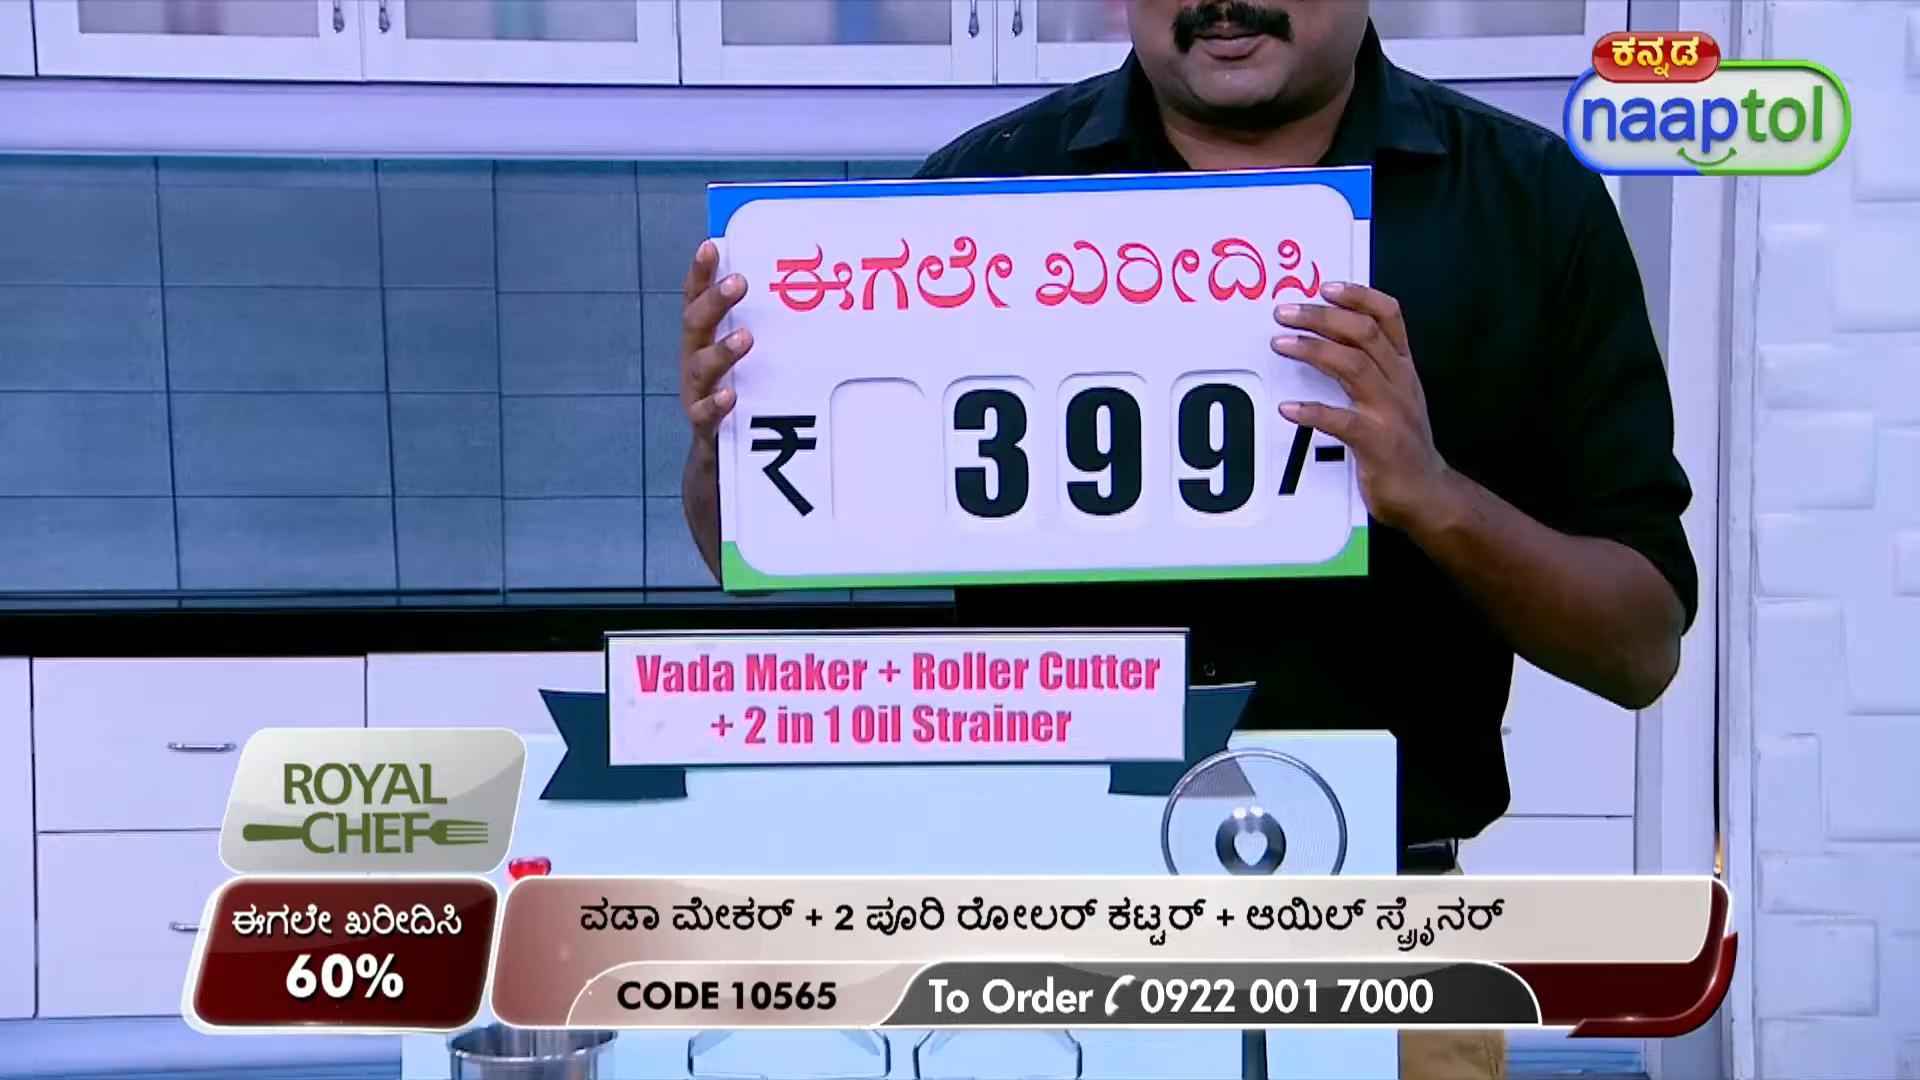 ಕನ್ನಡ
naaptol
ಈಗಲೇ ಖರೀದಿಸಿ
₹ 399/-
Vada Maker + Roller Cutter
+ 2 in 1 Oil Strainer
ROYAL
CHEF
ಈಗಲೇ ಖರೀದಿಸಿ
60%
ವಡಾ ಮೇಕರ್ + 2 ಪೂರಿ ರೋಲರ್ ಕಟ್ಟರ್ + ಆಯಿಲ್ ಸ್ಟ್ರೈನರ್
CODE 10565
To Order 0922 001 7000